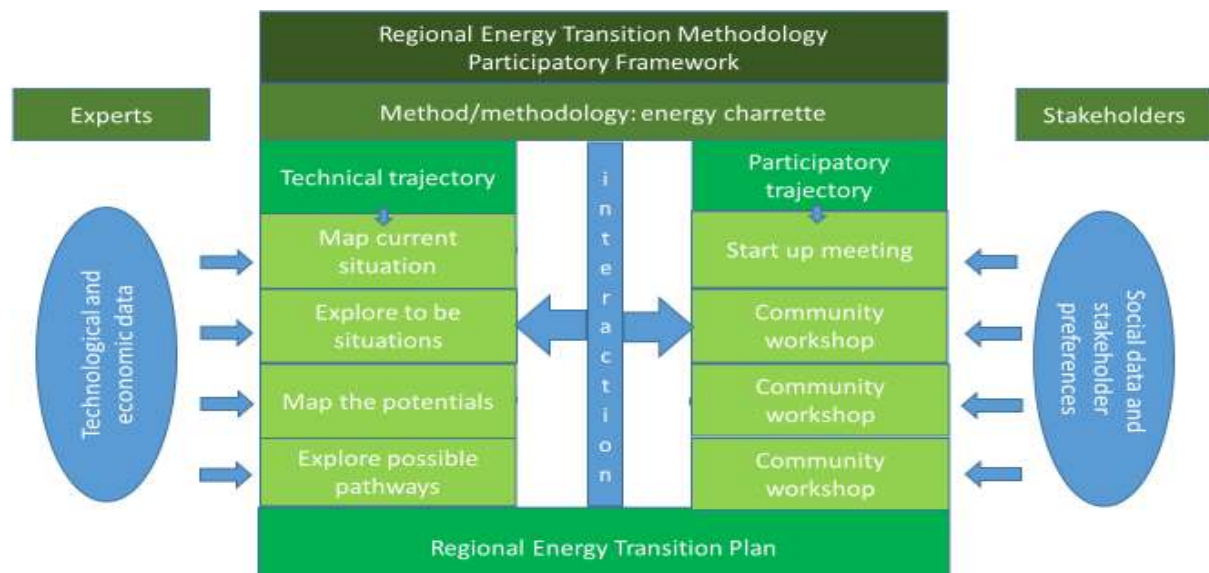 Regional Energy Transition Methodology
Participatory Framework
Experts
Method/methodology: energy charrette
Stakeholders
Technical trajectory
Participatory
trajectory
interaction
Technological and
economic data
Map current
situation
Start up meeting
Social data and
stakeholder
preferences
Explore to be
situations
Community
workshop
Map the potentials
Community
workshop
Explore possible
pathways
Community
workshop
Regional Energy Transition Plan